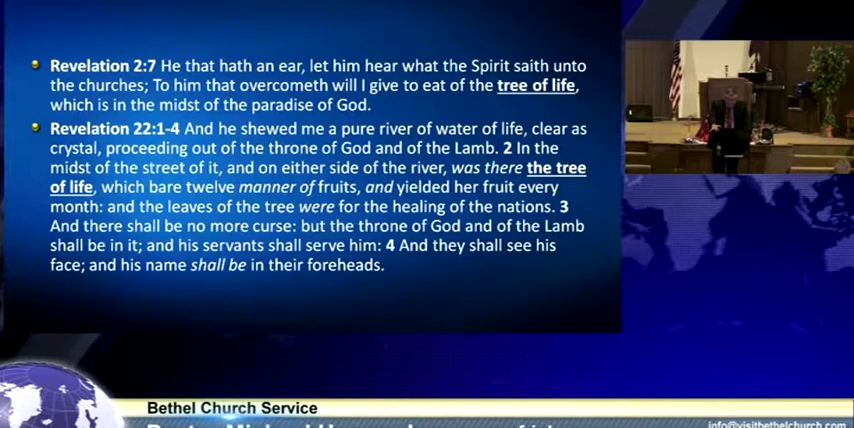 Revelation 2:7 He that hath an ear, let him hear what the Spirit saith unto
the churches; To him that overcometh will I give to eat of the tree of life,
which is in the midst of the paradise of God.
Revelation 22:1-4 And he shewed me a pure river of water of life, clear as
crystal, proceeding out of the throne of God and of the Lamb. 2 In the
midst of the street of it, and on either side of the river, was there the tree
of life, which bare twelve manner of fruits, and yielded her fruit every
month: and the leaves of the tree were for the healing of the nations. 3
And there shall be no more curse: but the throne of God and of the Lamb
shall be in it; and his servants shall serve him: 4 And they shall see his
face; and his name shall be in their foreheads.
Bethel Church Service
info@visitbethelchurch.com